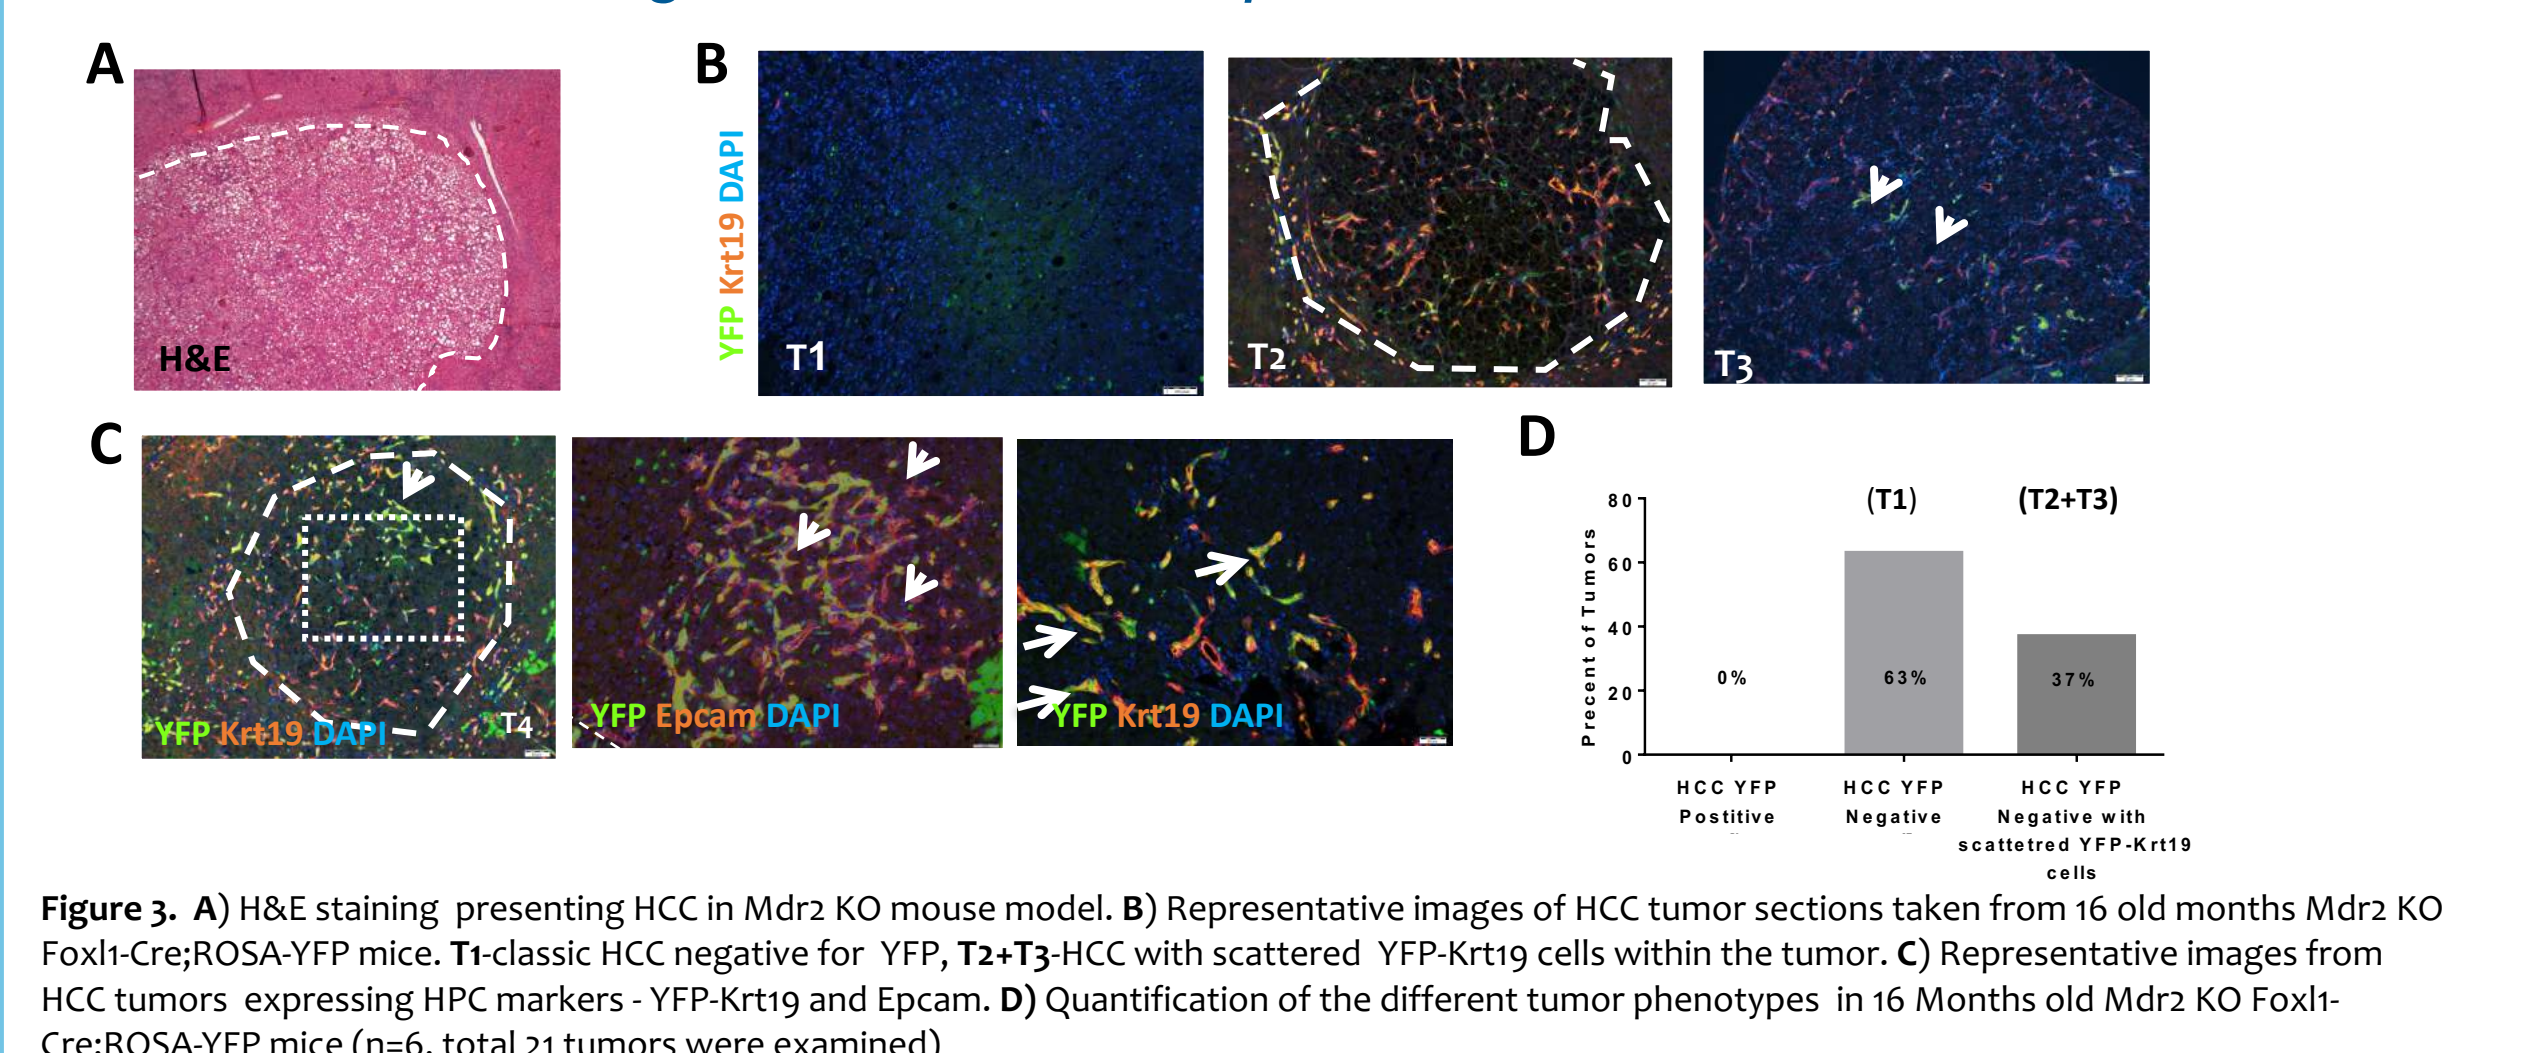 A
H&E
B
YFP Krt19 DAPI
T1
T2
T3
C
YFP Krt19 DAPI
T4
YFP Epcam DAPI
YFP Krt19 DAPI
D
Precent of Tumors
80
60
40
20
0
(T1)
(T2+T3)
0%
63%
37%
HCC YFP
Postitive
HCC YFP
Negative
HCC YFP
Negative with
scattetred YFP-Krt19
cells
Figure 3. A) H&E staining presenting HCC in Mdr2 KO mouse model. B) Representative images of HCC tumor sections taken from 16 old months Mdr2 KO
Foxl1-Cre;ROSA-YFP mice. T1-classic HCC negative for YFP, T2+T3-HCC with scattered YFP-Krt19 cells within the tumor. C) Representative images from
HCC tumors expressing HPC markers - YFP-Krt19 and Epcam. D) Quantification of the different tumor phenotypes in 16 Months old Mdr2 KO Foxl1-
Cre;ROSA-YFP mice (n=6, total 21 tumors were examined)